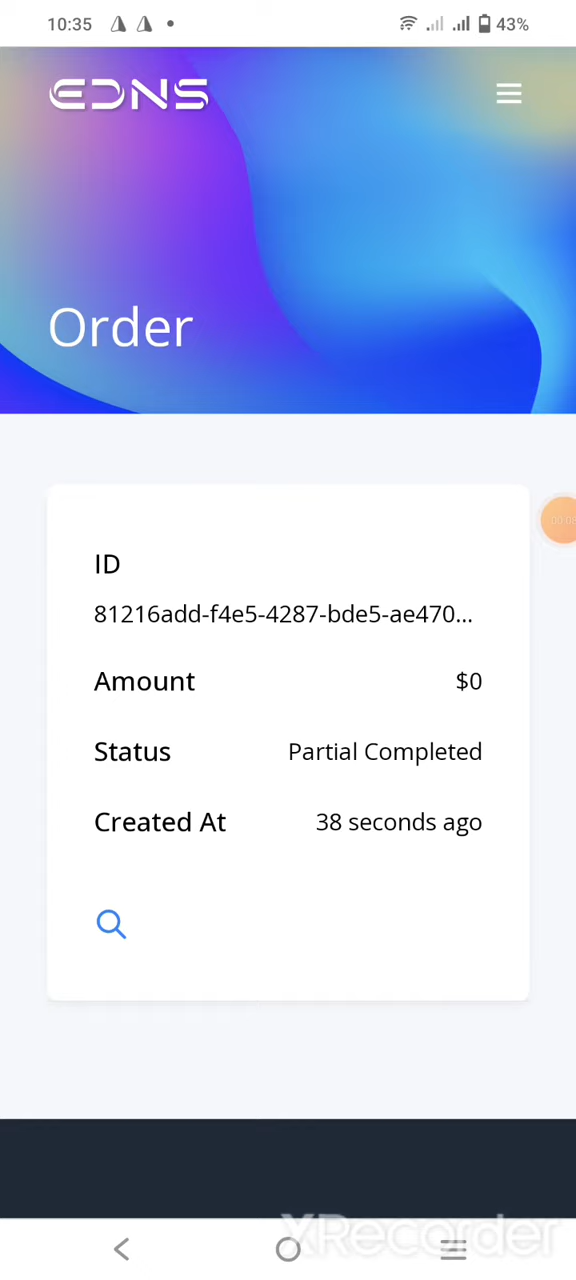 10:35
43%
EDNS
Order
ID
81216add-f4e5-4287-bde5-ae470...
Amount $0
Status Partial Completed
Created At 38 seconds ago
XRecorder